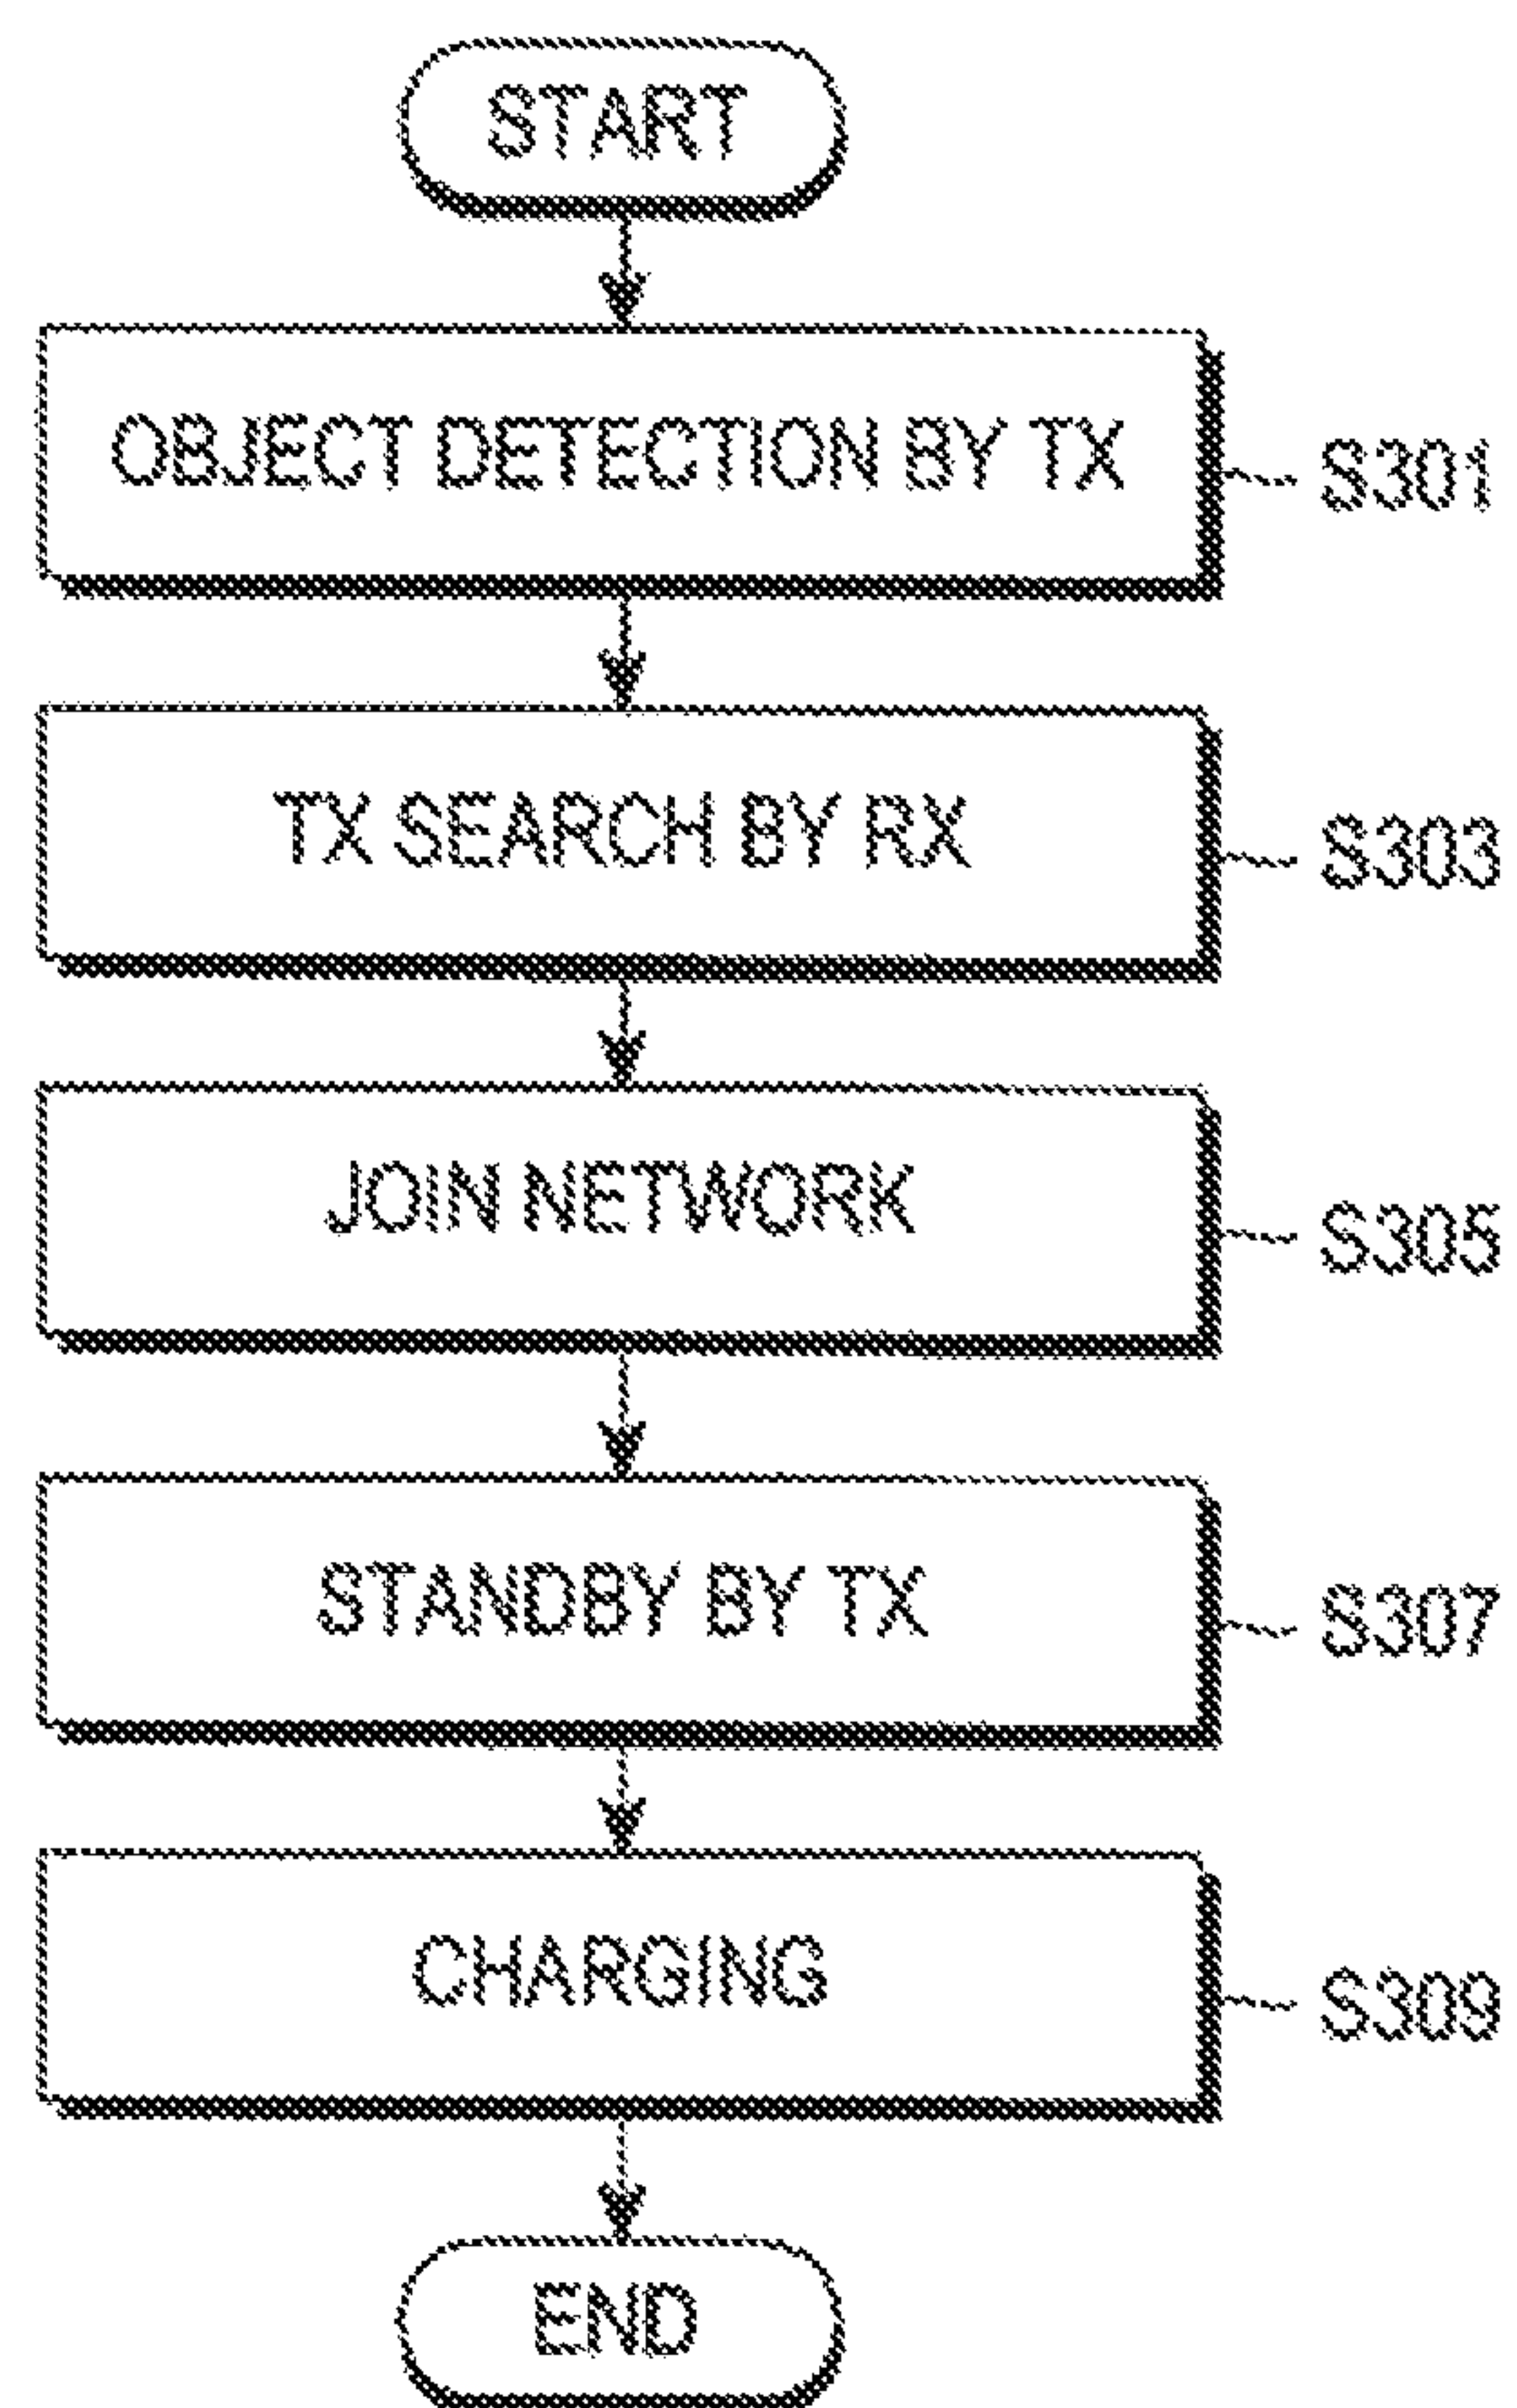 START
OBJECT DETECTION BY TX
S301
TX SEARCH BY RX
S303
JOIN NETWORK
S305
STANDBY BY TX
S307
CHARGING
S309
END